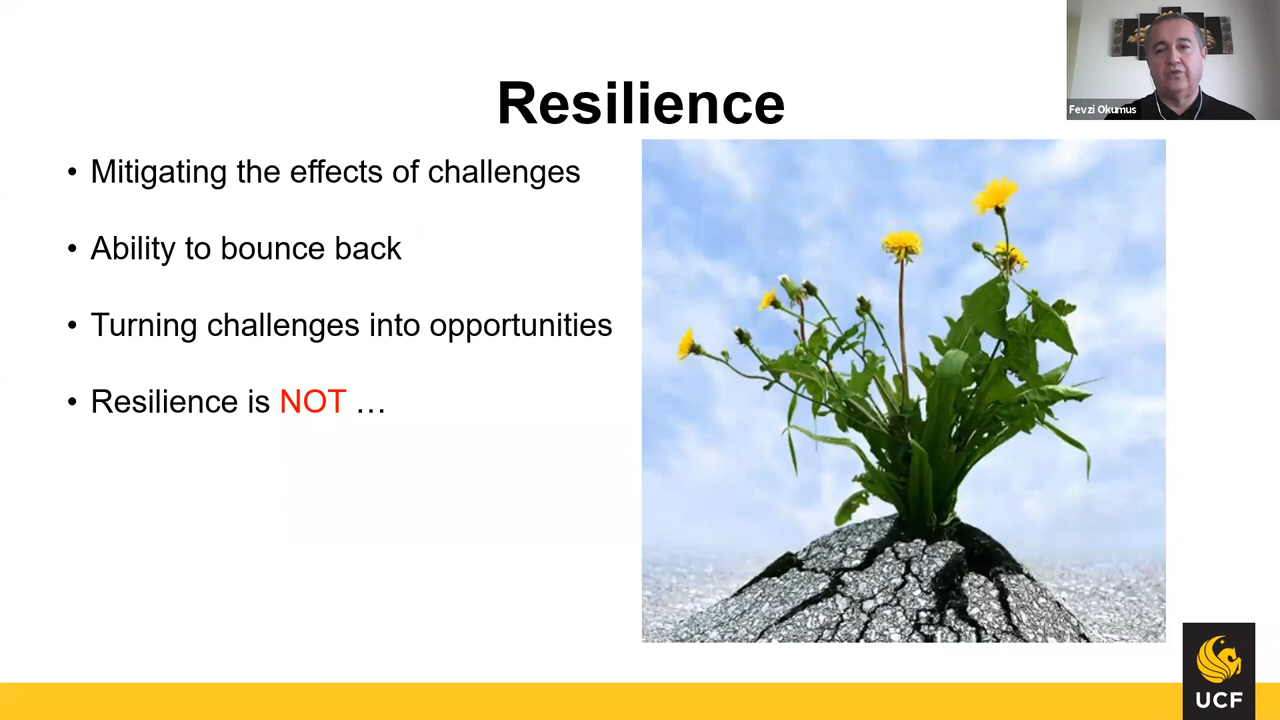 Resilience
Fevzi Okumus
• Mitigating the effects of challenges
• Ability to bounce back
• Turning challenges into opportunities
• Resilience is NOT …
UCF